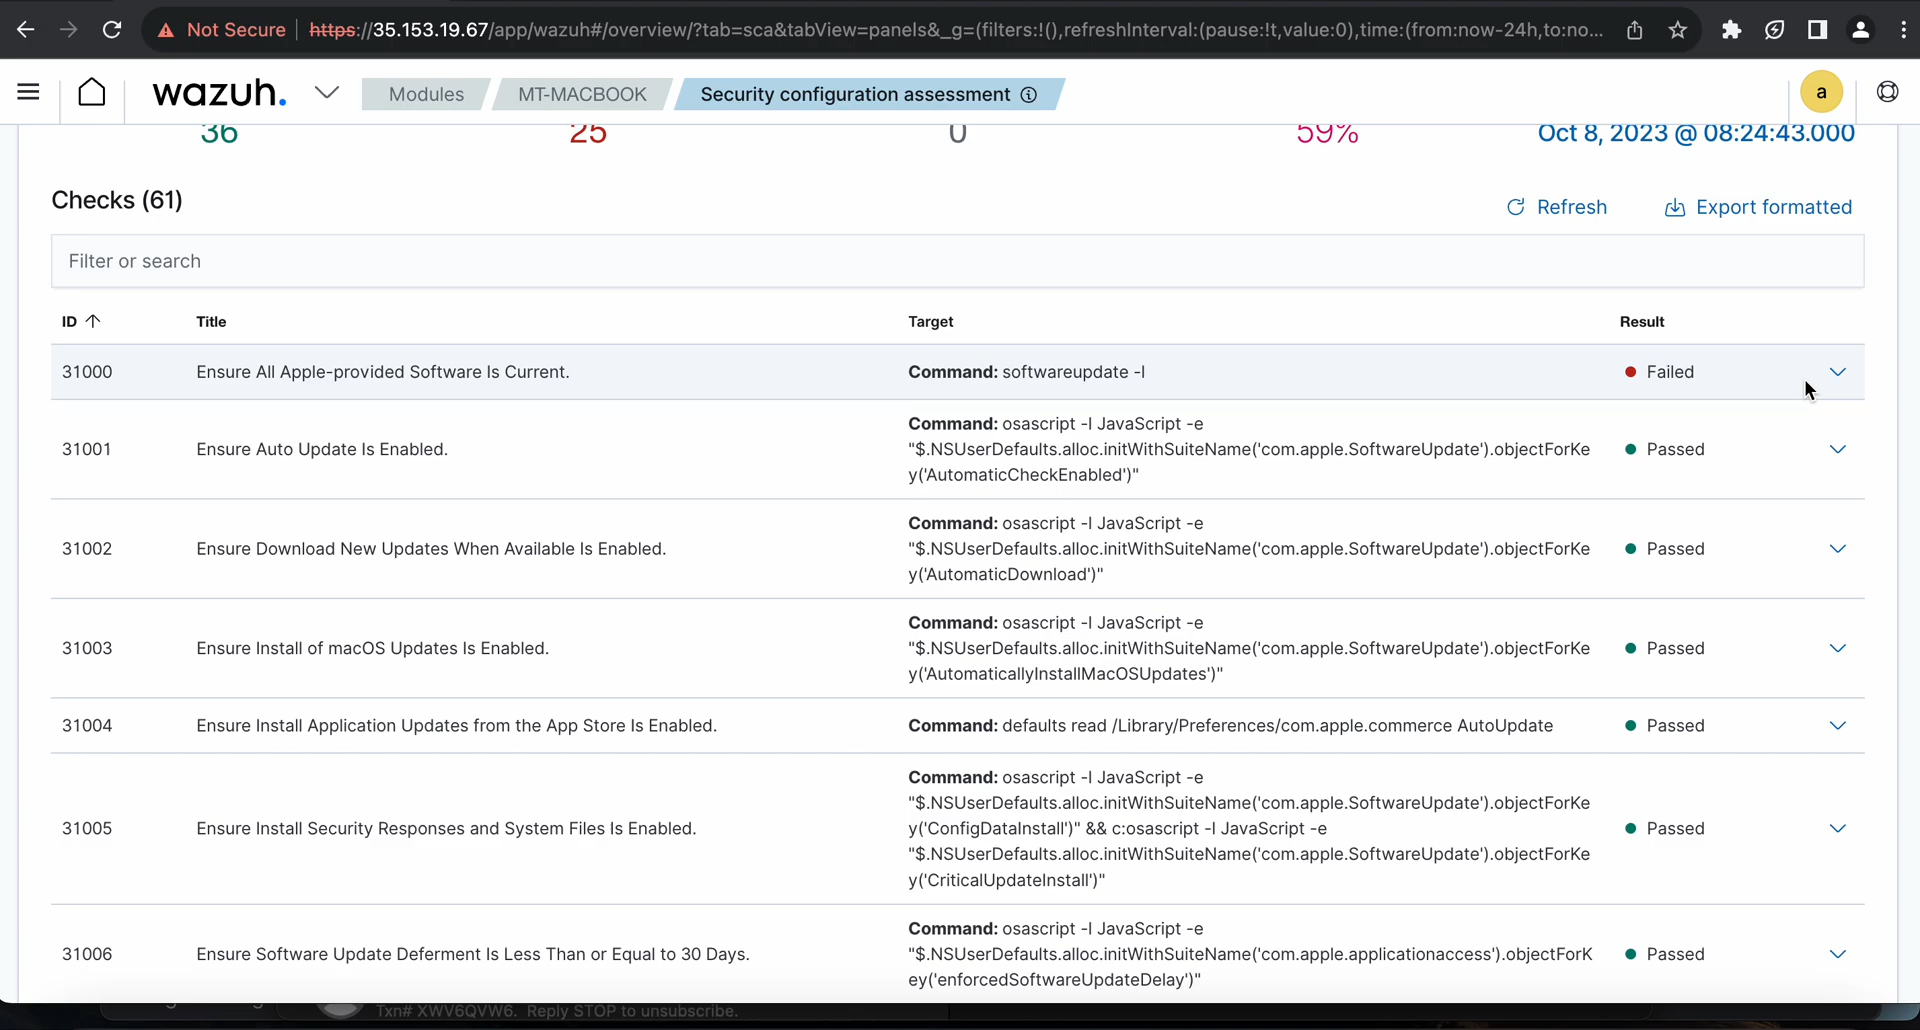 Not Secure
https://35.153.19.67/app/wazuh#/overview/?tab=sca&tabView=panels&_g=(filters:!(),refreshInterval:(pause:!t,value:0),time:(from:now-24h,to:no...
wazuh.
Modules
MT-MACBOOK
Security configuration assessment
a
36
25
0
59%
Oct 8, 2023 @ 08:24:43.000
Checks (61)
Refresh
Export formatted
Filter or search
ID
Title
Target
Result
31000
Ensure All Apple-provided Software Is Current.
Command: softwareupdate -l
Failed
31001
Ensure Auto Update Is Enabled.
Command: osascript -l JavaScript -e
"$.NSUserDefaults.alloc.initWithSuiteName('com.apple.SoftwareUpdate').objectForKe
y('AutomaticCheckEnabled')"
Passed
31002
Ensure Download New Updates When Available Is Enabled.
Command: osascript -l JavaScript -e
"$.NSUserDefaults.alloc.initWithSuiteName('com.apple.SoftwareUpdate').objectForKe
y('AutomaticDownload')"
Passed
31003
Ensure Install of macOS Updates Is Enabled.
Command: osascript -l JavaScript -e
"$.NSUserDefaults.alloc.initWithSuiteName('com.apple.SoftwareUpdate').objectForKe
y('AutomaticallyInstallMacOSUpdates')"
Passed
31004
Ensure Install Application Updates from the App Store Is Enabled.
Command: defaults read /Library/Preferences/com.apple.commerce AutoUpdate
Passed
31005
Ensure Install Security Responses and System Files Is Enabled.
Command: osascript -l JavaScript -e
"$.NSUserDefaults.alloc.initWithSuiteName('com.apple.SoftwareUpdate').objectForKe
y('ConfigDataInstall')" && c:osascript -l JavaScript -e
"$.NSUserDefaults.alloc.initWithSuiteName('com.apple.SoftwareUpdate').objectForKe
y('CriticalUpdateInstall')"
Passed
31006
Ensure Software Update Deferment Is Less Than or Equal to 30 Days.
Command: osascript -l JavaScript -e
"$.NSUserDefaults.alloc.initWithSuiteName('com.apple.applicationaccess').objectForK
ey('enforcedSoftwareUpdateDelay')"
Passed
Txn# XWV6QVW6. Reply STOP to unsubscribe.